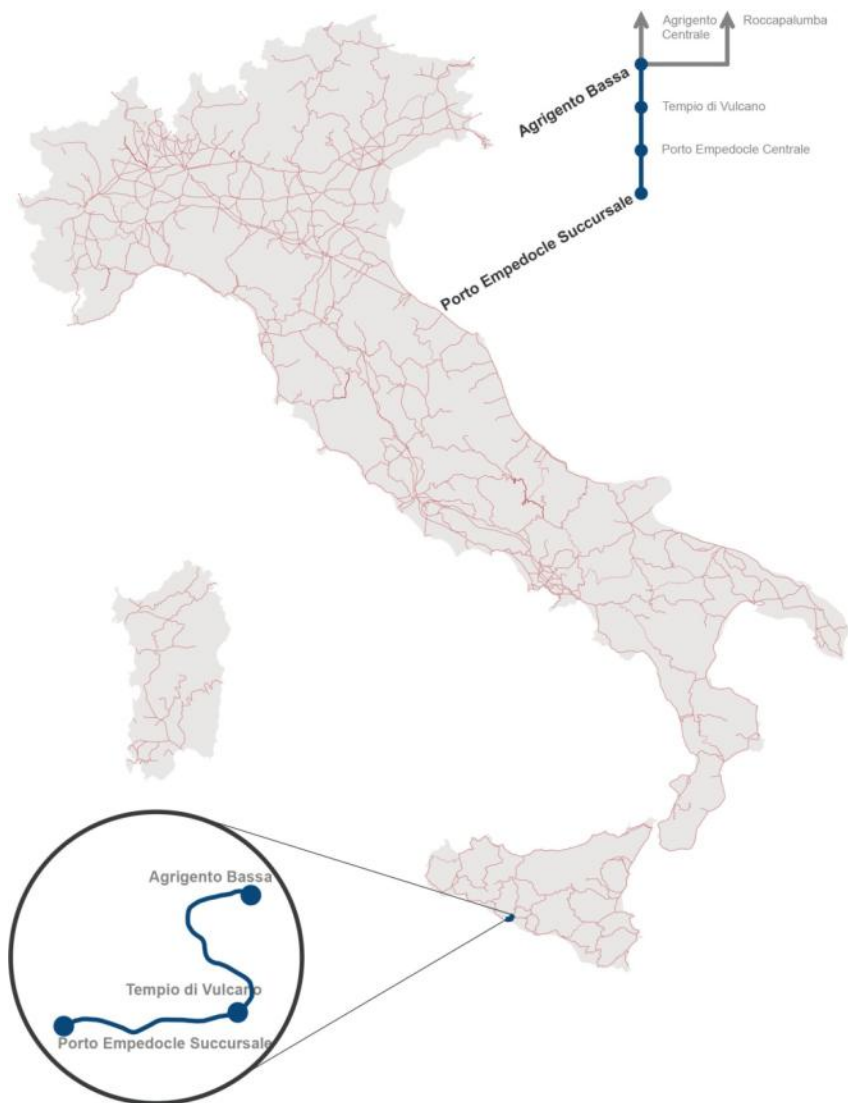 Agrigento
Centrale
Roccapalumba
Agrigento Bassa
Tempio di Vulcano
Porto Empedocle Centrale
Porto Empedocle Succursale
Agrigento Bassa
Tempio di Vulcano
Porto Empedocle Succursale